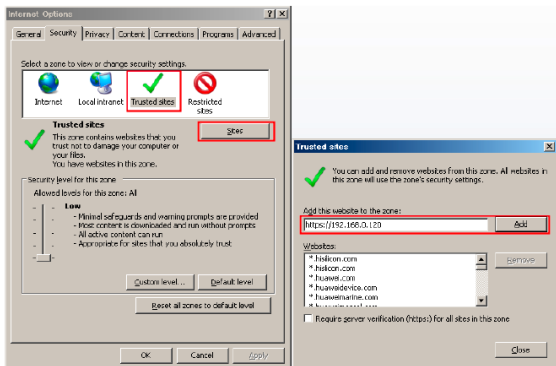 Internet Options
General Security Privacy Content Connections Programs Advanced
Select a zone to view or change security settings.
Internet Local intranet Trusted sites Restricted
sites
Trusted sites
Sites
This zone contains websites that you
trust not to damage your computer or
your files.
You have websites in this zone.
Security level for this zone
Allowed levels for this zone: All
Low
- Minimal safeguards and warning prompts are provided
- Most content is downloaded and run without prompts
- All active content can run
- Appropriate for sites that you absolutely trust
Custom level... Default level
Reset all zones to default level
OK Cancel Apply
Trusted sites
You can add and remove websites from this zone. All websites in
this zone will use the zone's security settings.
Add this website to the zone:
https://192.168.0.120 Add
Websites:
*.hisilicon.com Remove
*.hislicon.com
*.huawei.com
*.huaweidevice.com
*.huaweimarine.com
Require server verification (https:) for all sites in this zone
Close